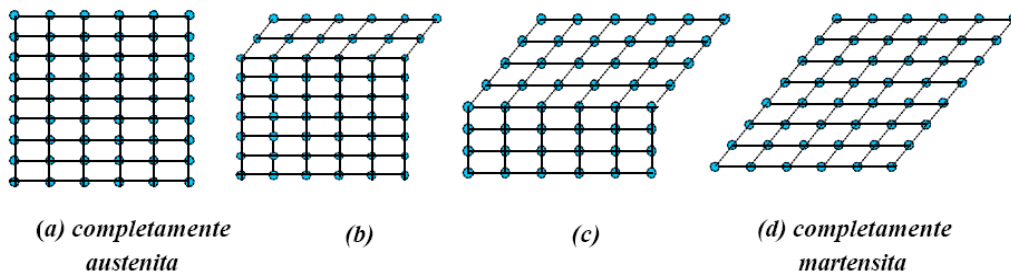 (a) completamente
austenita
(b)
(c)
(d) completamente
martensita